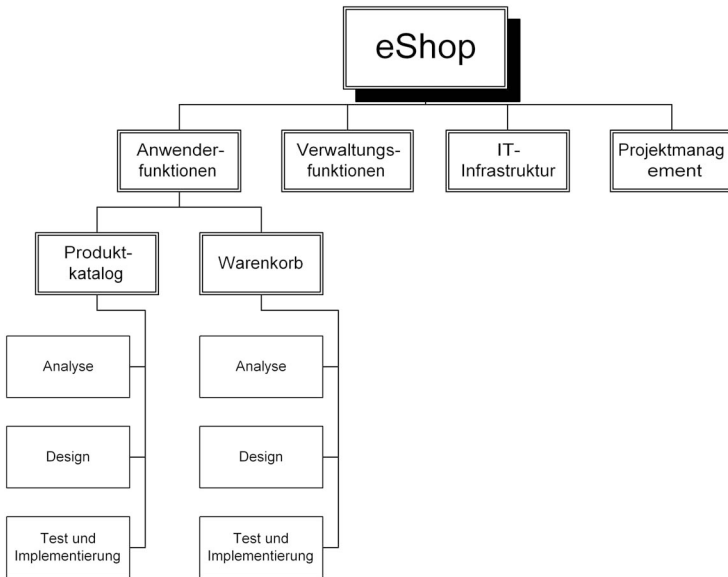 eShop
Anwender-
funktionen
Verwaltungs-
funktionen
IT-
Infrastruktur
Projektmanag
ement
Produkt-
katalog
Warenkorb
Analyse
Analyse
Design
Design
Test und
Implementierung
Test und
Implementierung